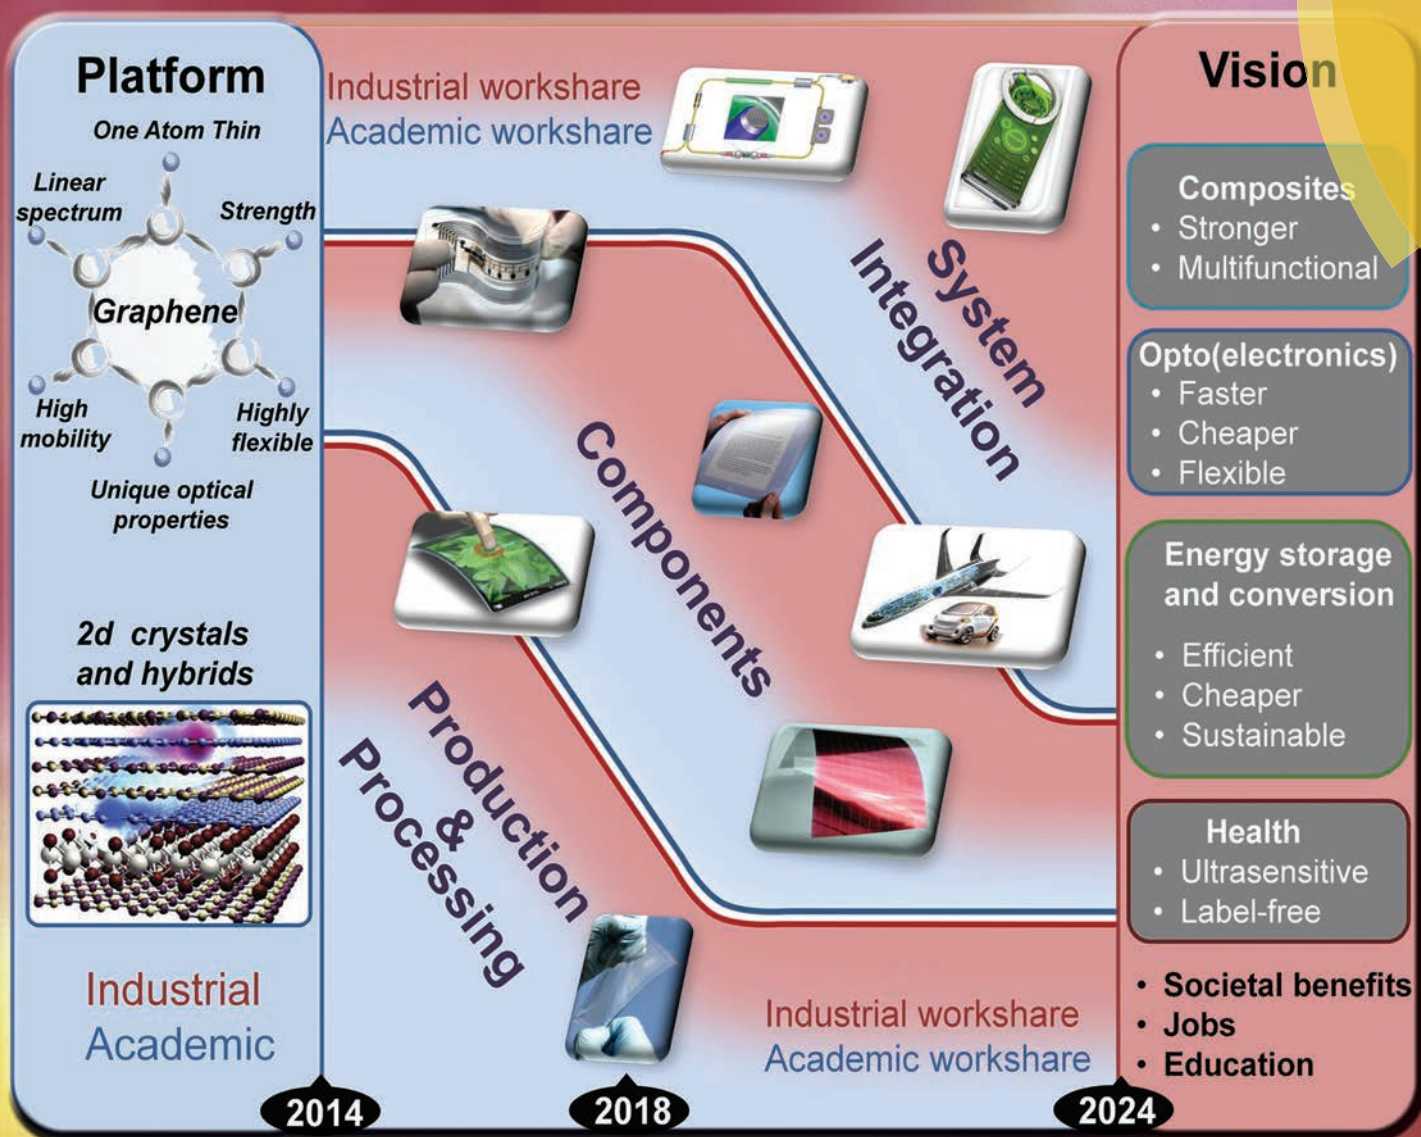 Platform
One Atom Thin
Linear
spectrum
Strength
Graphene
High
mobility
Highly
flexible
Unique optical
properties
2d crystals
and hybrids
Industrial
Academic
Industrial workshare
Academic workshare
System
Integration
Components
Production
&
Processing
Industrial workshare
Academic workshare
2014
2018
2024
Vision
Composites
• Stronger
• Multifunctional
Opto(electronics)
• Faster
• Cheaper
• Flexible
Energy storage
and conversion
• Efficient
• Cheaper
• Sustainable
Health
• Ultrasensitive
• Label-free
• Societal benefits
• Jobs
• Education